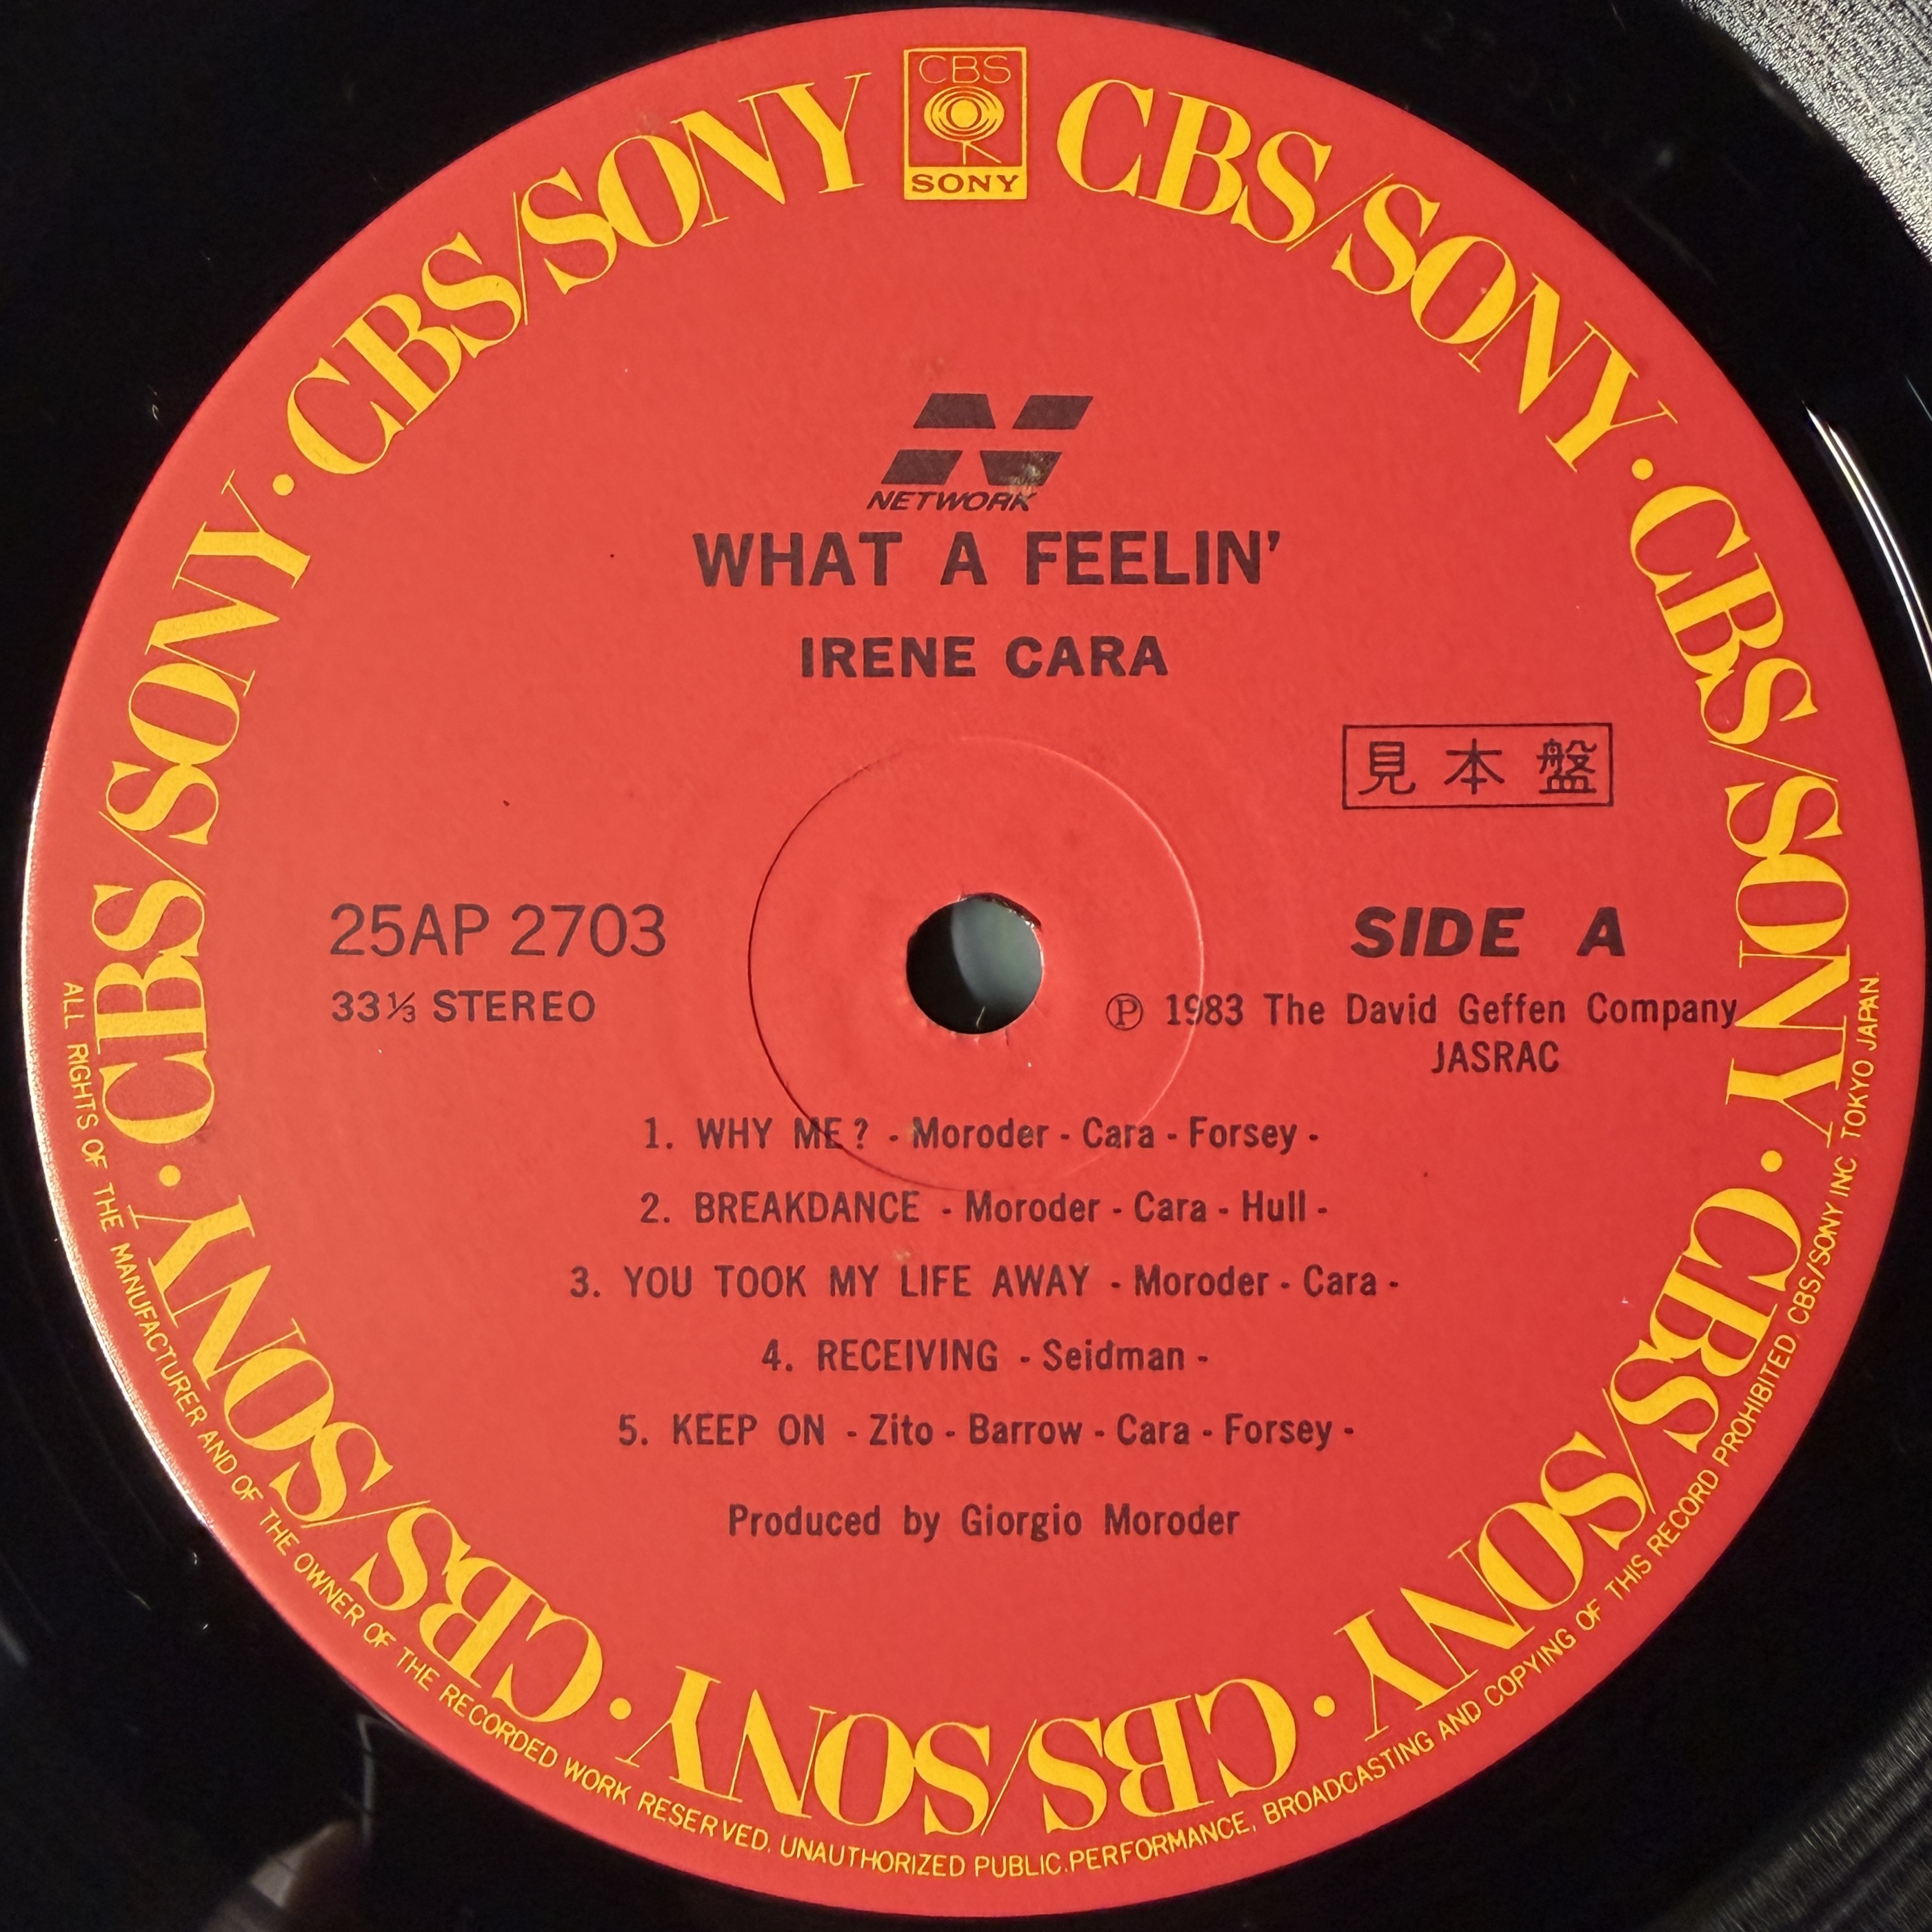 CBS
SONY
CBS/SONY · CBS/SONY · CBS/SONY · CBS/SONY · CBS/SONY · CBS/SONY · CBS/SONY
NETWORK
WHAT A FEELIN'
IRENE CARA
見本盤
25AP 2703
SIDE A
33⅓ STEREO
Ⓟ 1983 The David Geffen Company
JASRAC
1. WHY ME? - Moroder - Cara - Forsey -
2. BREAKDANCE - Moroder - Cara - Hull -
3. YOU TOOK MY LIFE AWAY - Moroder - Cara -
4. RECEIVING - Seidman -
5. KEEP ON - Zito - Barrow - Cara - Forsey -
Produced by Giorgio Moroder
ALL RIGHTS OF THE MANUFACTURER AND OF THE OWNER OF THE RECORDED WORK RESERVED. UNAUTHORIZED PUBLIC.PERFORMANCE, BROADCASTING AND COPYING OF THIS RECORD PROHIBITED. CBS/SONY INC. TOKYO JAPAN.